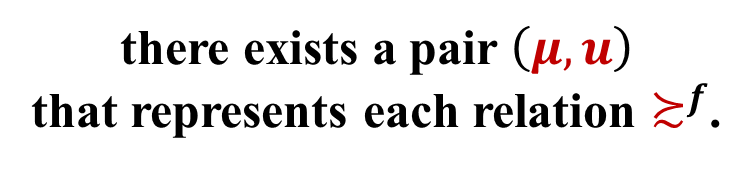 there exists a pair (μ, u)
that represents each relation ≿ᶠ.